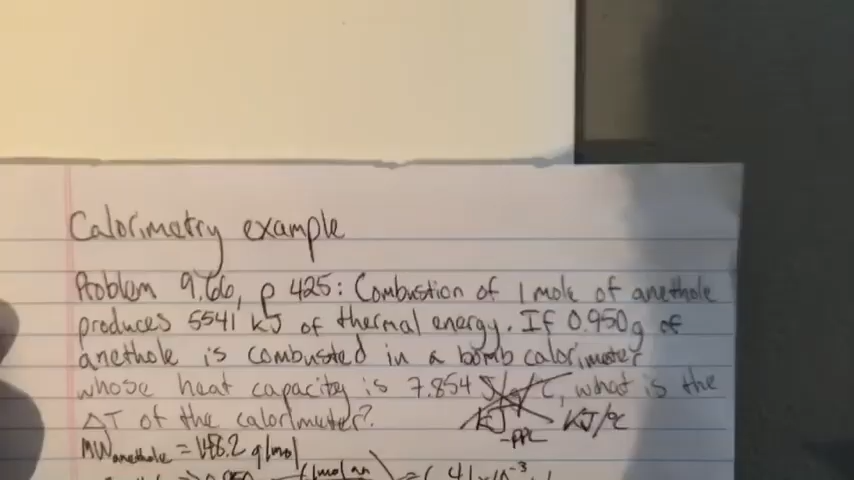 Calorimetry example
Problem 9.66, p 425: Combustion of 1 mole of anethole
produces 5541 kJ of thermal energy. If 0.950g of
anethole is combusted in a bomb calorimeter
whose heat capacity is 7.854 J/g°C, what is the
ΔT of the calorimeter? kJ KJ/°C
MWanethole = 148.2 g/mol